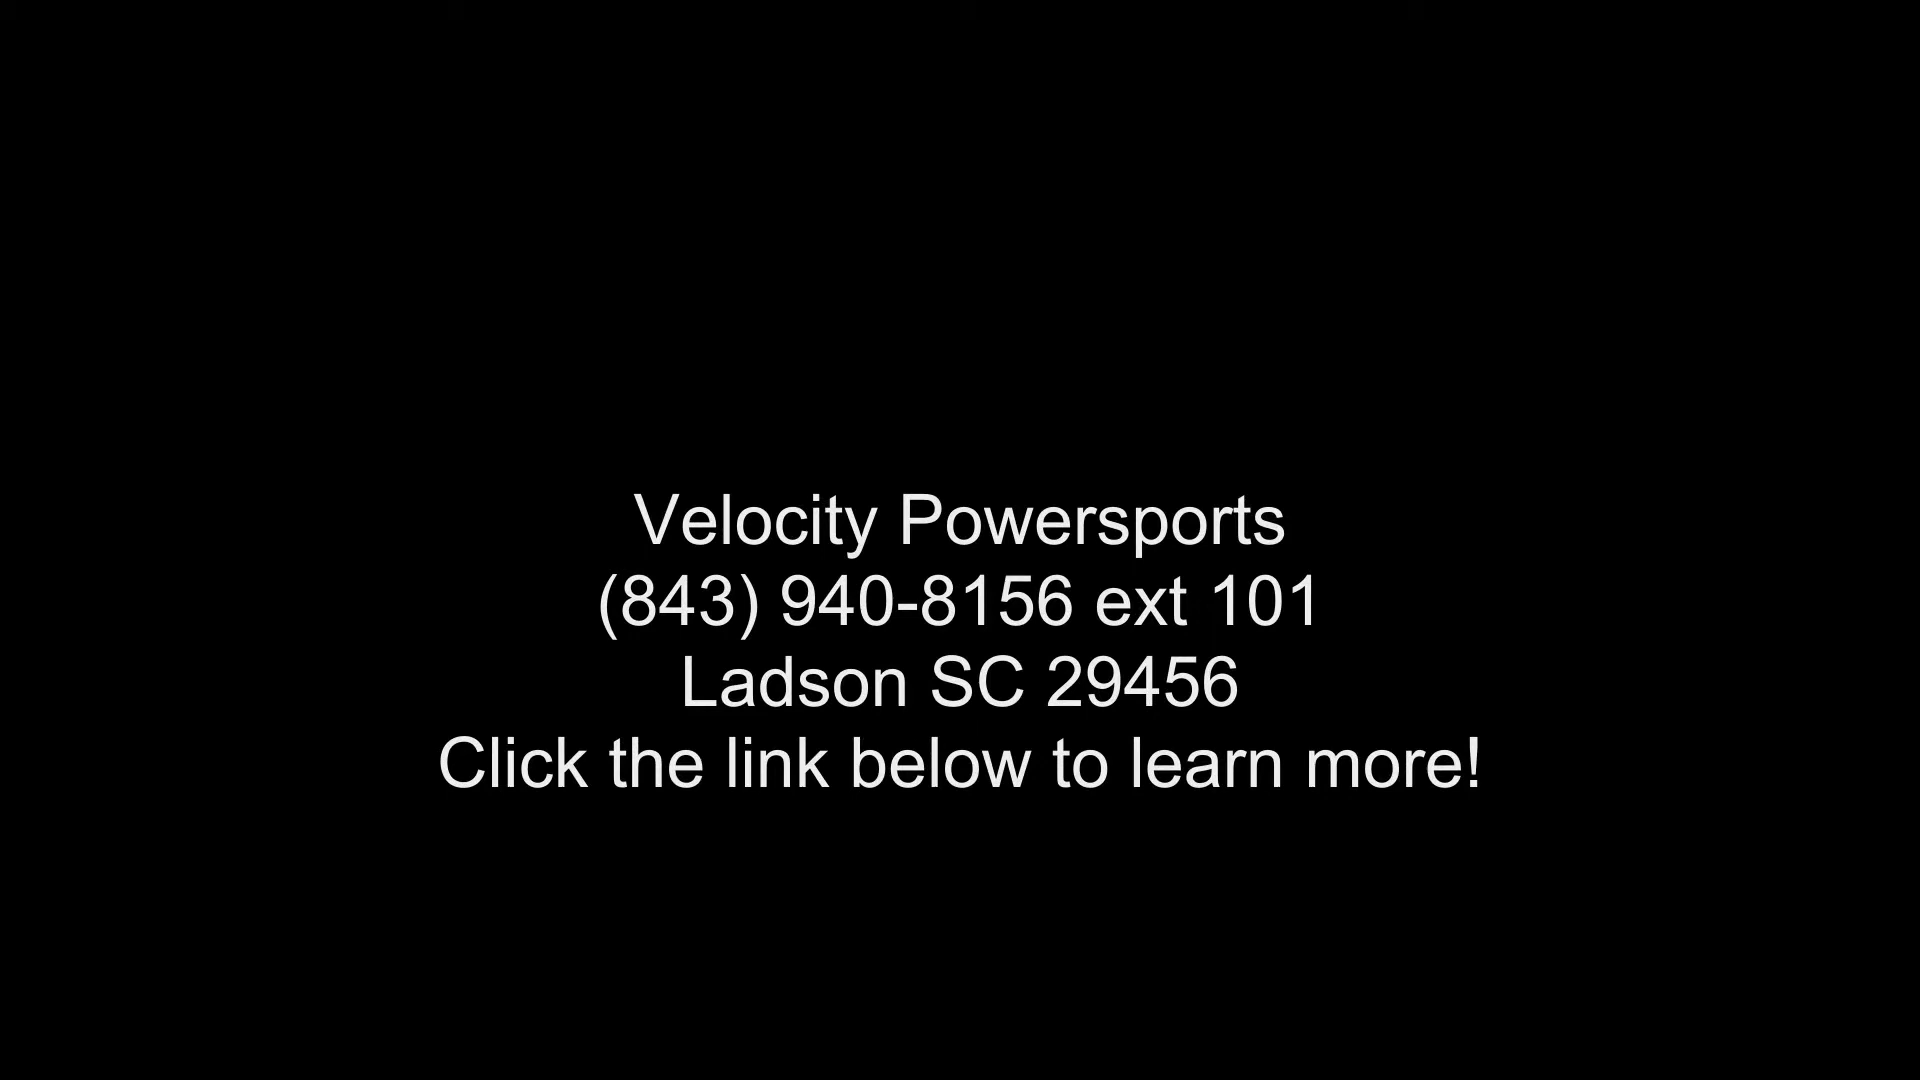 Velocity Powersports
(843) 940-8156 ext 101
Ladson SC 29456
Click the link below to learn more!